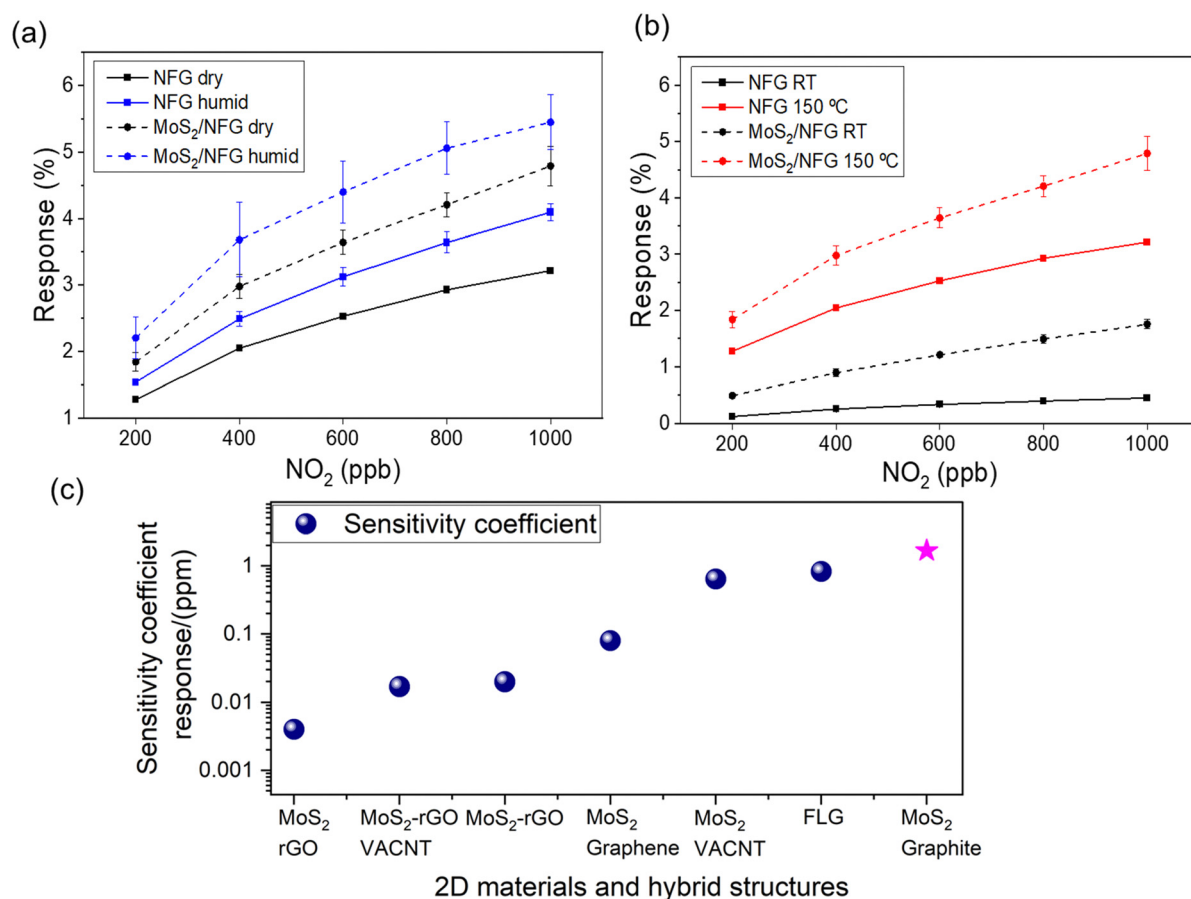 (a)
Response (%)
6
5
4
3
2
1
NFG dry
NFG humid
MoS₂/NFG dry
MoS₂/NFG humid
200 400 600 800 1000
NO₂ (ppb)
(b)
Response (%)
6
5
4
3
2
1
0
NFG RT
NFG 150 ºC
MoS₂/NFG RT
MoS₂/NFG 150 ºC
200 400 600 800 1000
NO₂ (ppb)
(c)
Sensitivity coefficient
response/(ppm)
Sensitivity coefficient
1
0.1
0.01
0.001
MoS₂ MoS₂-rGO MoS₂-rGO MoS₂ MoS₂ FLG MoS₂
rGO VACNT Graphene VACNT Graphite
2D materials and hybrid structures